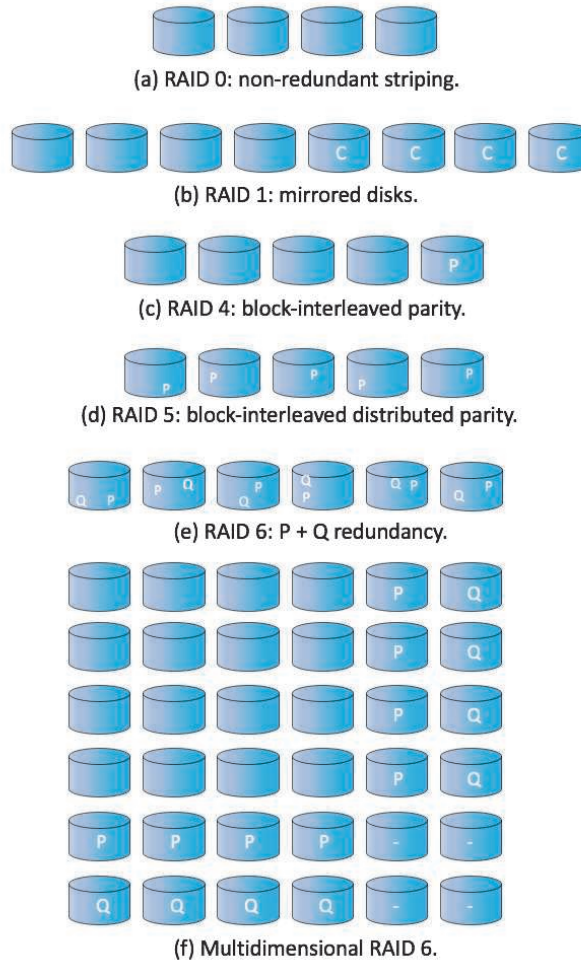 (a) RAID 0: non-redundant striping.
C C C C
(b) RAID 1: mirrored disks.
P
(c) RAID 4: block-interleaved parity.
P P P P P
(d) RAID 5: block-interleaved distributed parity.
Q P P Q Q P Q P Q P Q P
(e) RAID 6: P + Q redundancy.
P Q
P Q
P Q
P Q
P P P P - -
Q Q Q Q - -
(f) Multidimensional RAID 6.